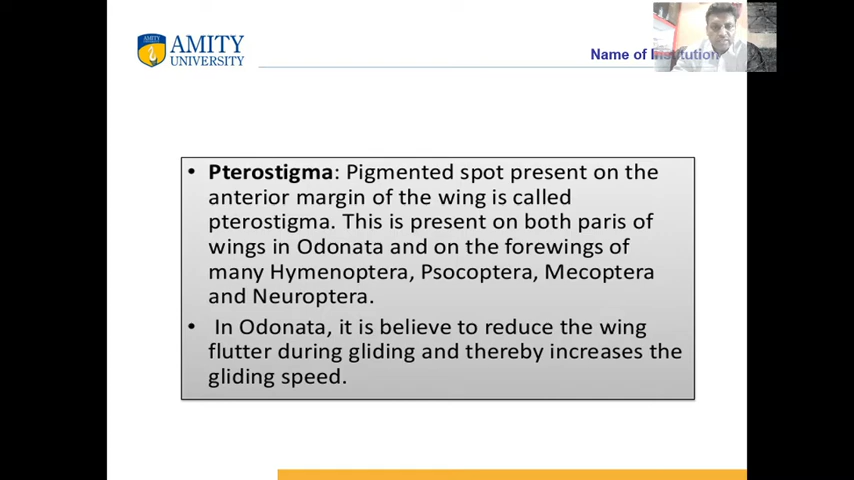 AMITY
AMITY
UNIVERSITY
Name of Institution
• Pterostigma: Pigmented spot present on the
anterior margin of the wing is called
pterostigma. This is present on both paris of
wings in Odonata and on the forewings of
many Hymenoptera, Psocoptera, Mecoptera
and Neuroptera.
• In Odonata, it is believe to reduce the wing
flutter during gliding and thereby increases the
gliding speed.